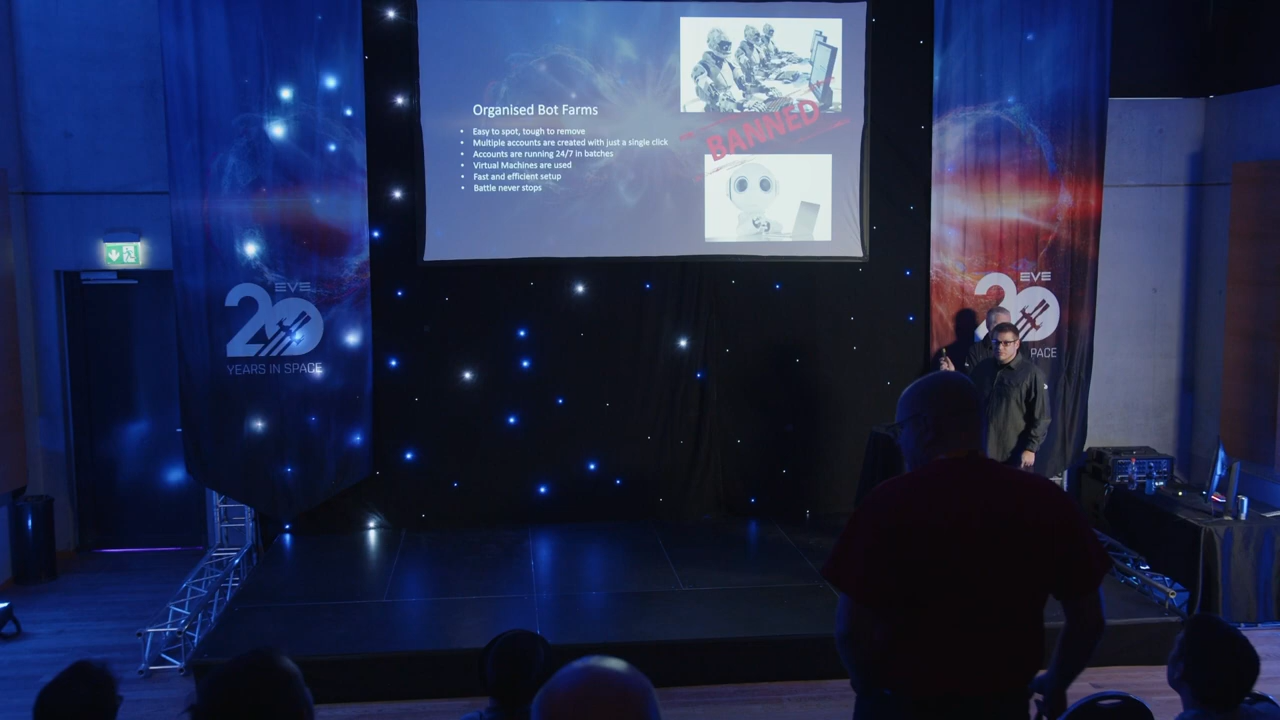 Organised Bot Farms
• Easy to spot, tough to remove
• Multiple accounts are created with just a single click
• Accounts are running 24/7 in batches
• Virtual Machines are used
• Fast and efficient setup
• Battle never stops
BANNED
EVE
20
YEARS IN SPACE
EVE
20
PACE